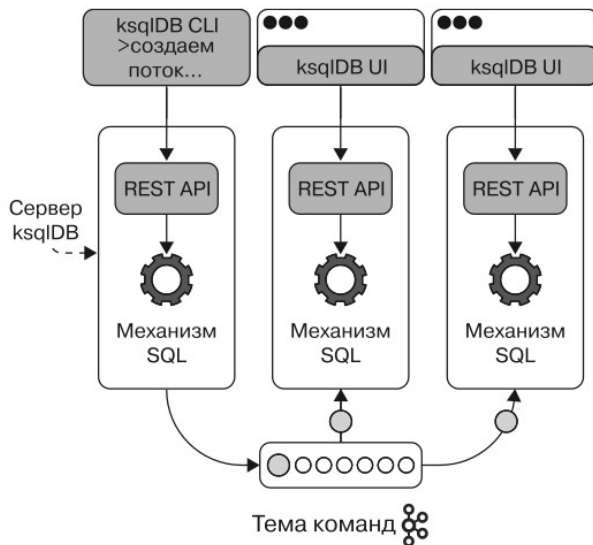 ksqlDB CLI
>создаем
поток...
ksqlDB UI
ksqlDB UI
REST API
REST API
REST API
Сервер
ksqlDB
Механизм
SQL
Механизм
SQL
Механизм
SQL
Тема команд